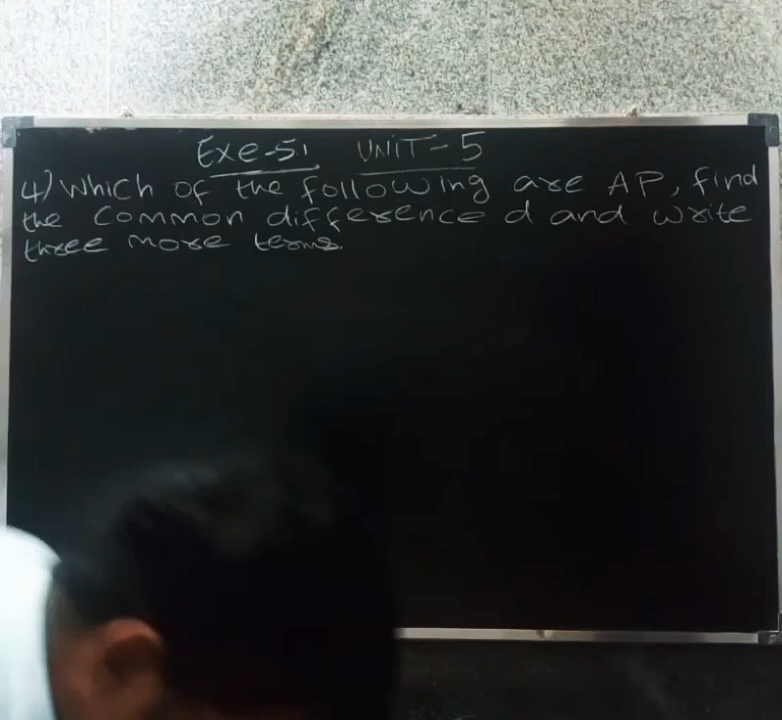 Exe-5.1 UNIT-5
4) Which of the following are AP, find
the common difference d and write
three more terms.